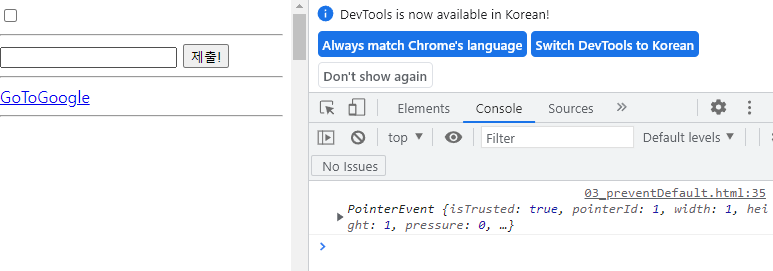 제출!
GoToGoogle
DevTools is now available in Korean!
Always match Chrome's language Switch DevTools to Korean
Don't show again
Elements Console Sources »
top ▼ Filter Default levels ▼
No Issues
03_preventDefault.html:35
PointerEvent {isTrusted: true, pointerId: 1, width: 1, hei
ght: 1, pressure: 0, …}